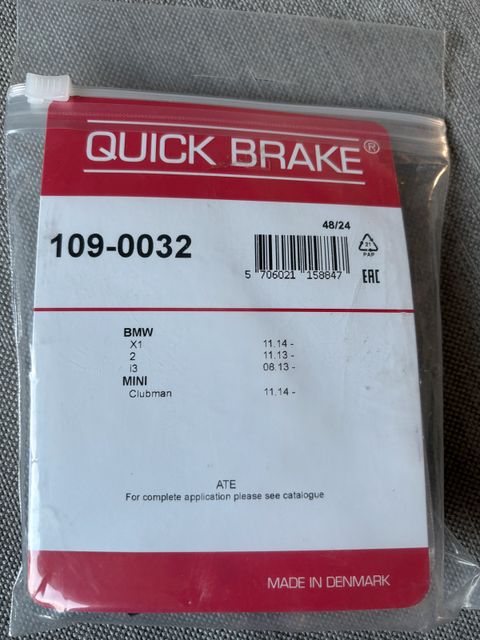 QUICK BRAKE®
48/24
109-0032
21
PAP
5 706021 158847
EAC
BMW
X1 11.14 -
2 11.13 -
I3 08.13 -
MINI
Clubman 11.14 -
ATE
For complete application please see catalogue
MADE IN DENMARK